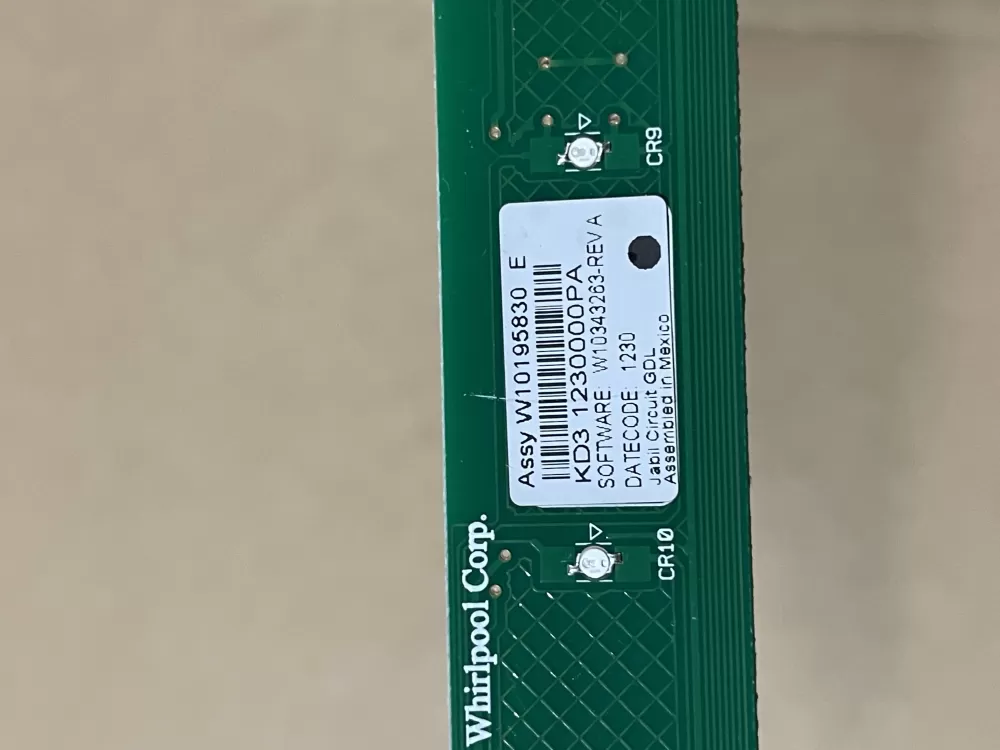 CR9
Assy W10195830 E
KD3 1230000PA
SOFTWARE: W10343263-REV A
DATECODE: 1230
Jabil Circuit GDL
Assembled in Mexico
CR10
Whirlpool Corp.